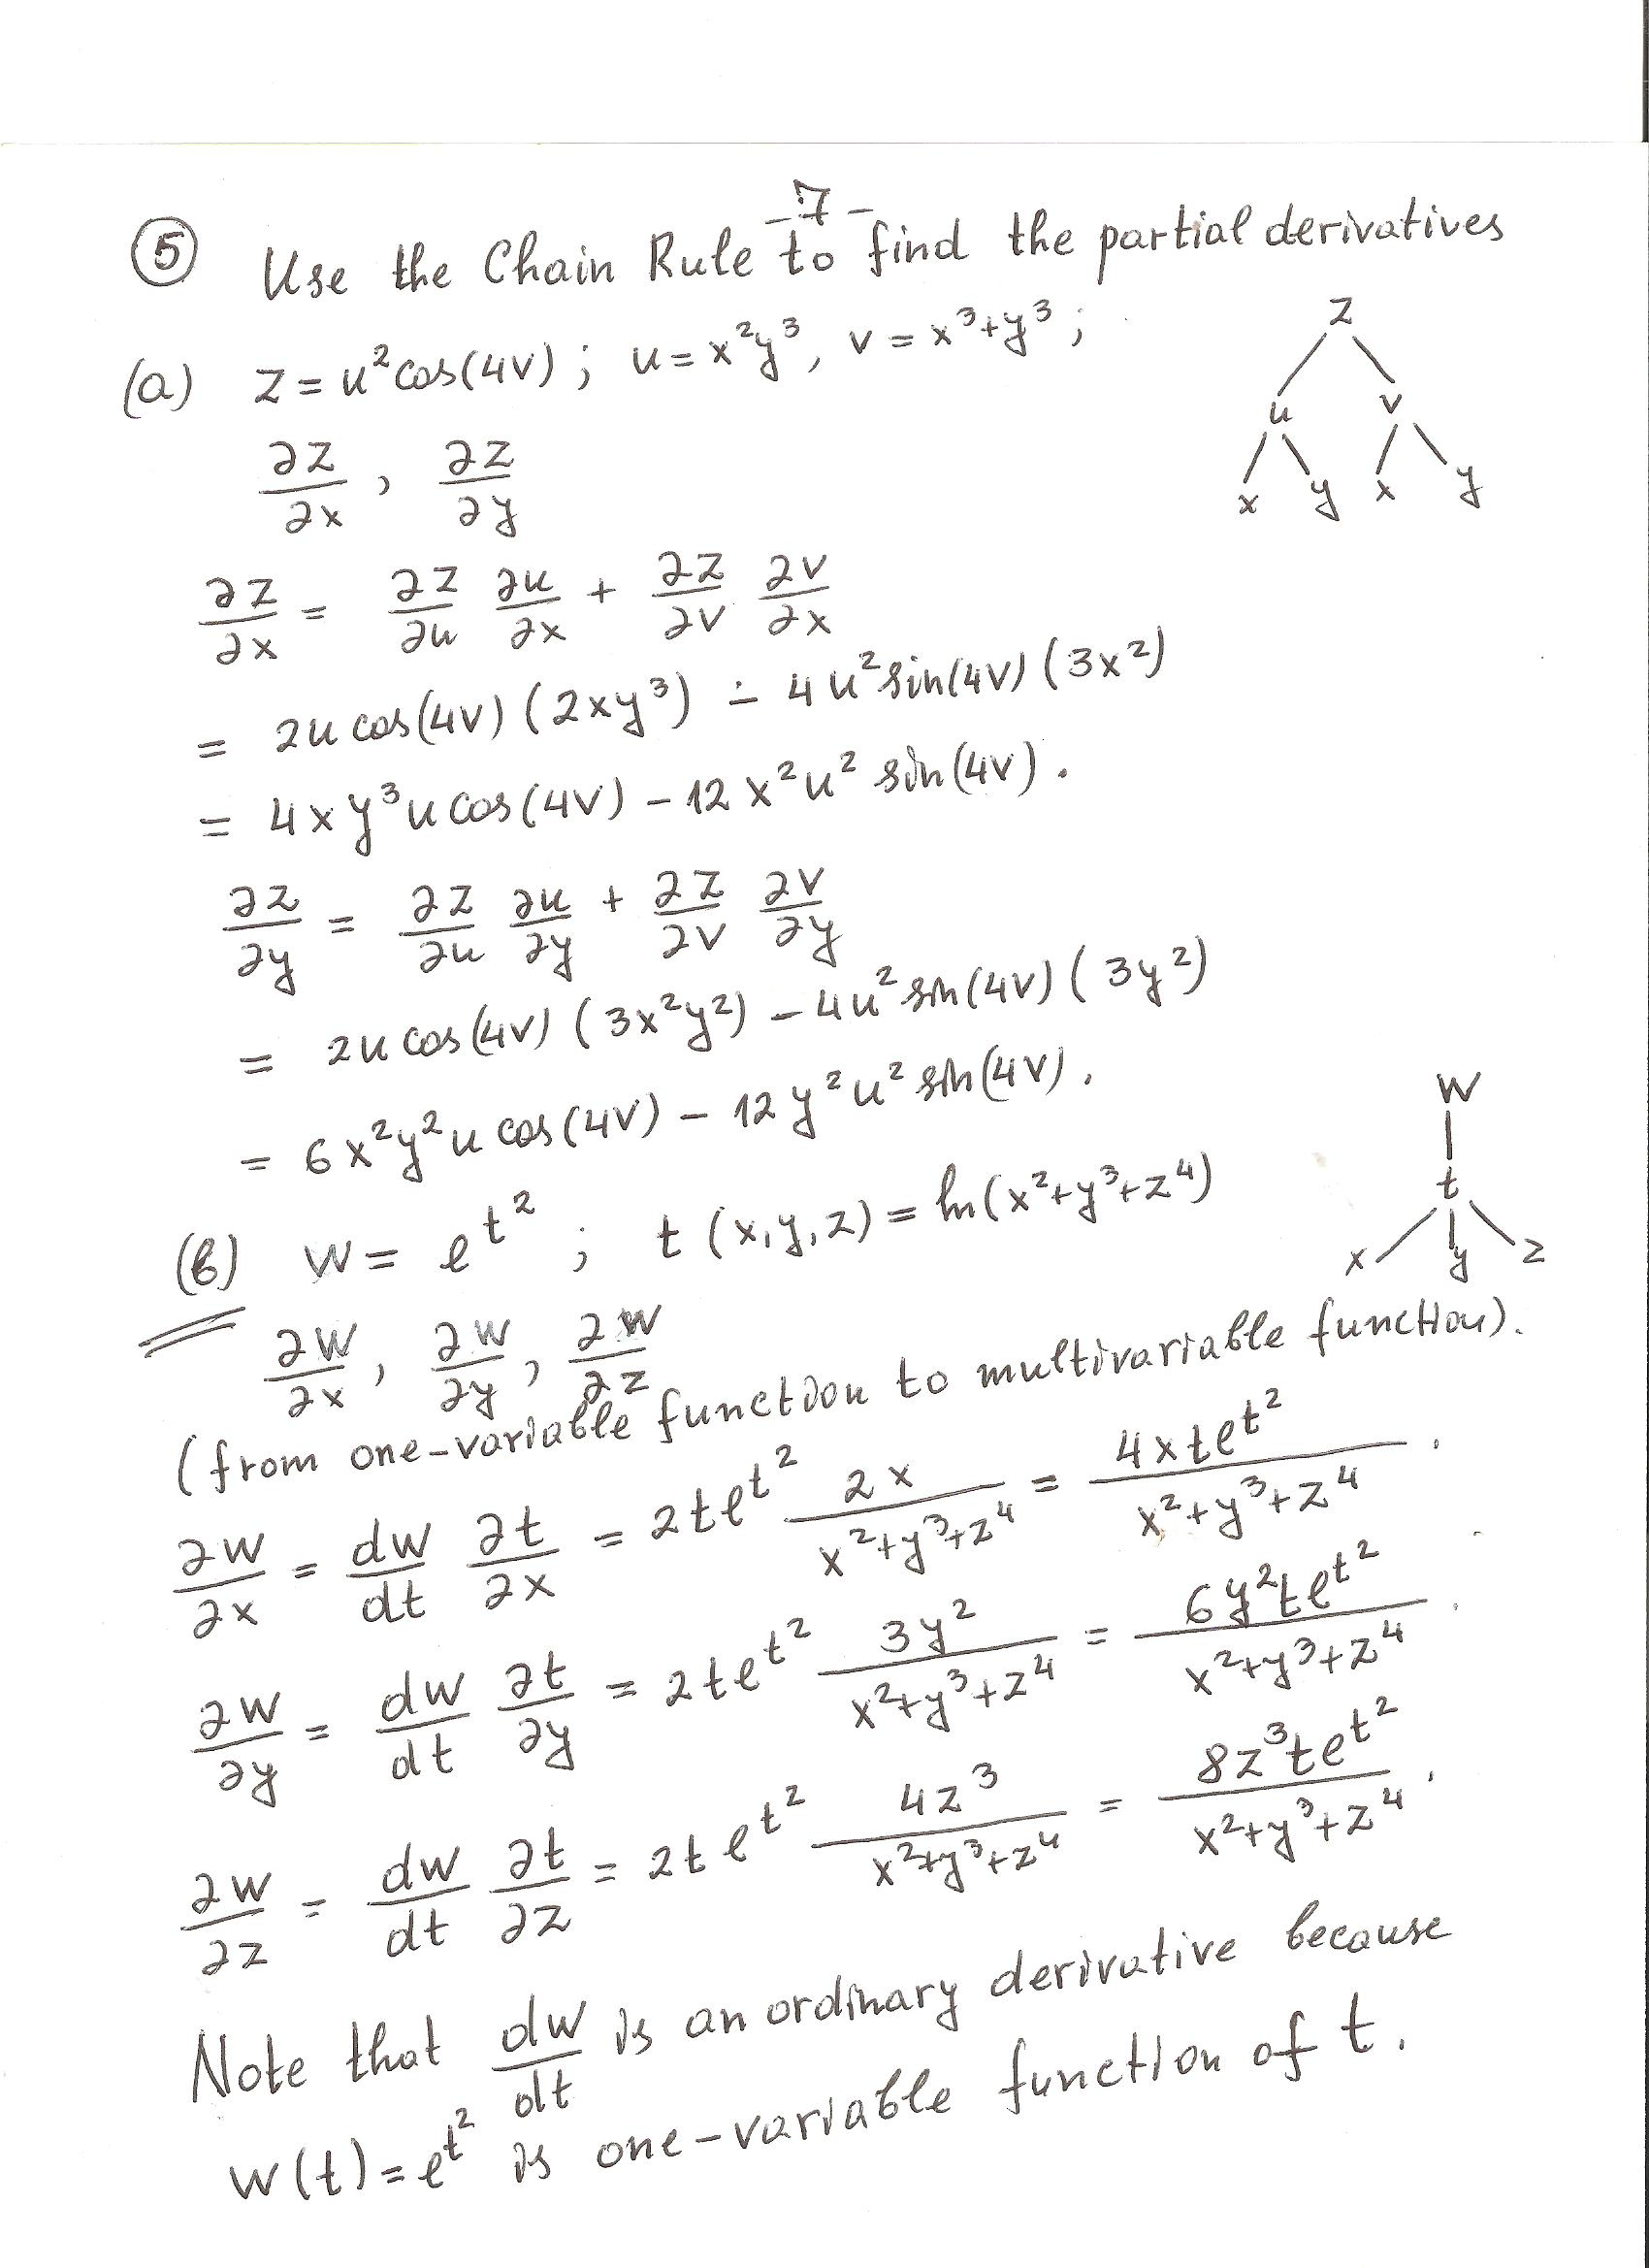 -7-
⑤ Use the Chain Rule to find the partial derivatives
(a) z = u² cos(4v) ; u = x²y³, v = x³+y³ ;
z
u v
x y x y
∂z/∂x , ∂z/∂y
∂z/∂x = ∂z/∂u ∂u/∂x + ∂z/∂v ∂v/∂x
= 2u cos(4v) (2xy³) - 4u² sin(4v) (3x²)
= 4xy³u cos(4v) - 12x²u² sin(4v).
∂z/∂y = ∂z/∂u ∂u/∂y + ∂z/∂v ∂v/∂y
= 2u cos(4v) (3x²y²) - 4u² sin(4v) (3y²)
= 6x²y²u cos(4v) - 12y²u² sin(4v).
(b) w = e^t² ; t(x,y,z) = ln(x²+y³+z⁴)
w
t
x y z
∂w/∂x , ∂w/∂y , ∂w/∂z
(from one-variable function to multivariable function).
∂w/∂x = dw/dt ∂t/∂x = 2te^t² 2x/(x²+y³+z⁴) = 4xte^t²/(x²+y³+z⁴).
∂w/∂y = dw/dt ∂t/∂y = 2te^t² 3y²/(x²+y³+z⁴) = 6y²te^t²/(x²+y³+z⁴).
∂w/∂z = dw/dt ∂t/∂z = 2te^t² 4z³/(x²+y³+z⁴) = 8z³te^t²/(x²+y³+z⁴).
Note that dw/dt is an ordinary derivative because
w(t) = e^t² is one-variable function of t.